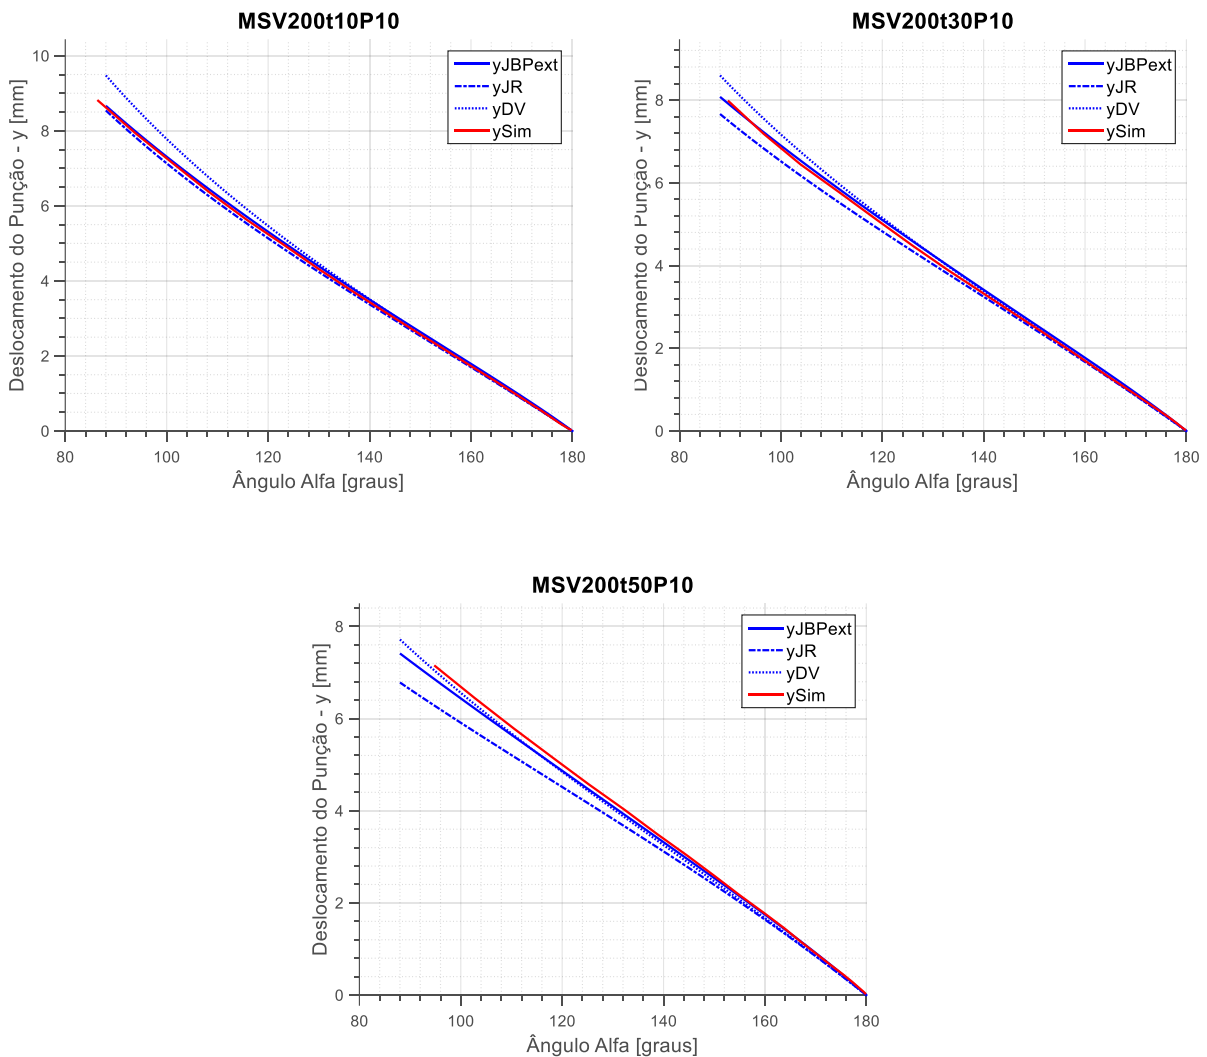 MSV200t10P10
yJBPext
yJR
yDV
ySim
10
8
6
4
2
0
80 100 120 140 160 180
Deslocamento do Punção - y [mm]
Ângulo Alfa [graus]
MSV200t30P10
yJBPext
yJR
yDV
ySim
8
6
4
2
0
80 100 120 140 160 180
Deslocamento do Punção - y [mm]
Ângulo Alfa [graus]
MSV200t50P10
yJBPext
yJR
yDV
ySim
8
6
4
2
0
80 100 120 140 160 180
Deslocamento do Punção - y [mm]
Ângulo Alfa [graus]